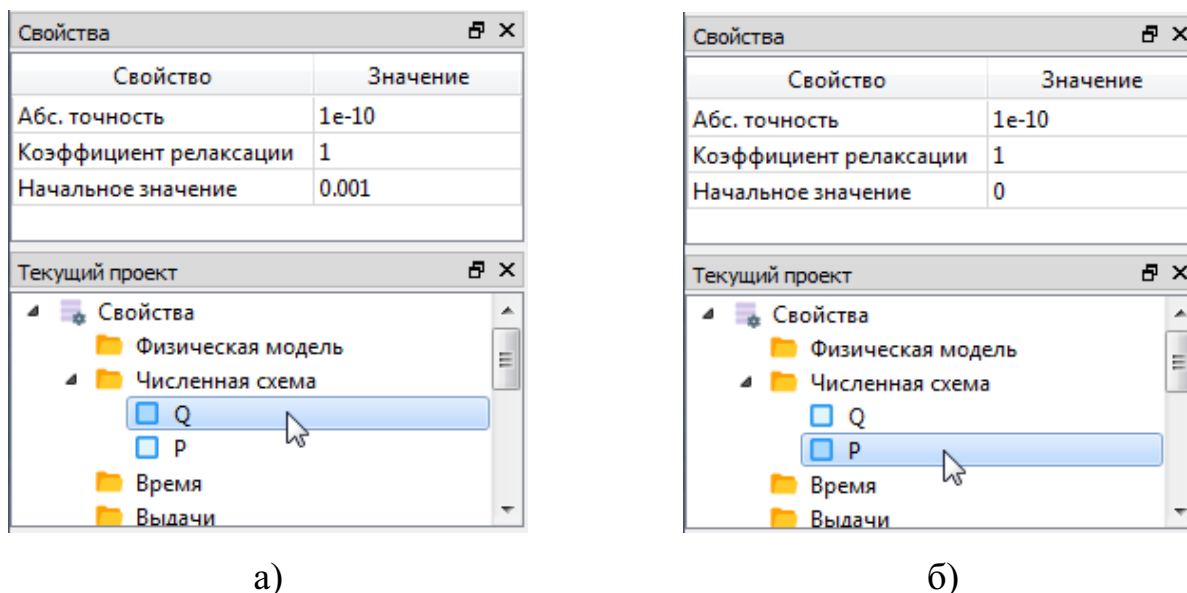 Свойства
Свойство Значение
Абс. точность 1e-10
Коэффициент релаксации 1
Начальное значение 0.001
Текущий проект
Свойства
Физическая модель
Численная схема
Q
P
Время
Выдачи
а)
Свойства
Свойство Значение
Абс. точность 1e-10
Коэффициент релаксации 1
Начальное значение 0
Текущий проект
Свойства
Физическая модель
Численная схема
Q
P
Время
Выдачи
б)